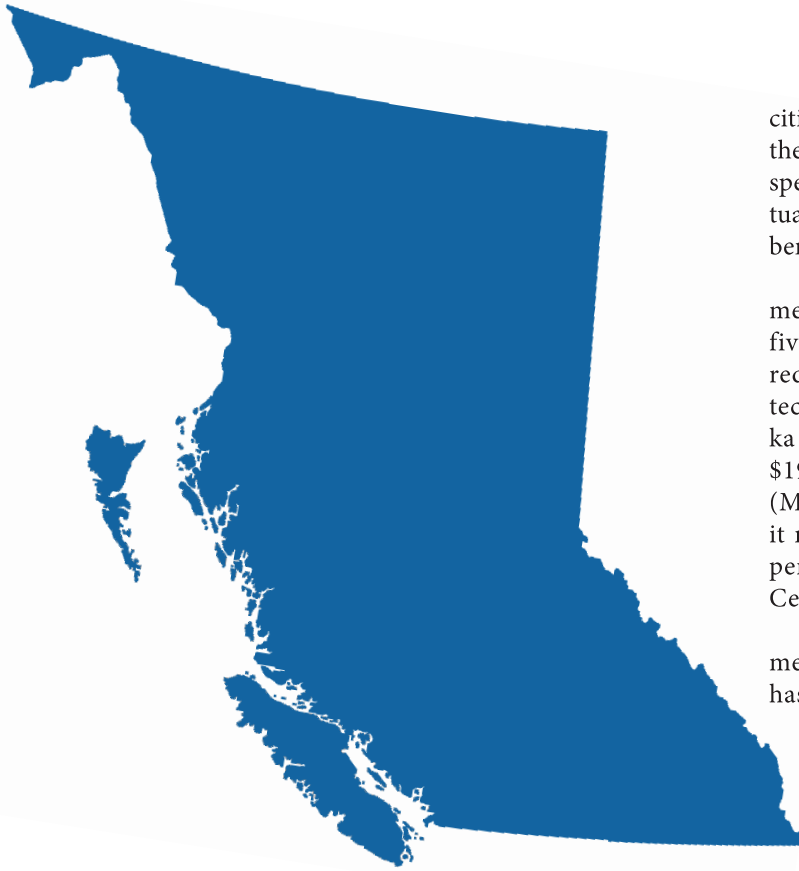 citi
the
spe
tua
ber
me
fiv
rec
tec
ka
$19
(M
it r
per
Ce
me
has